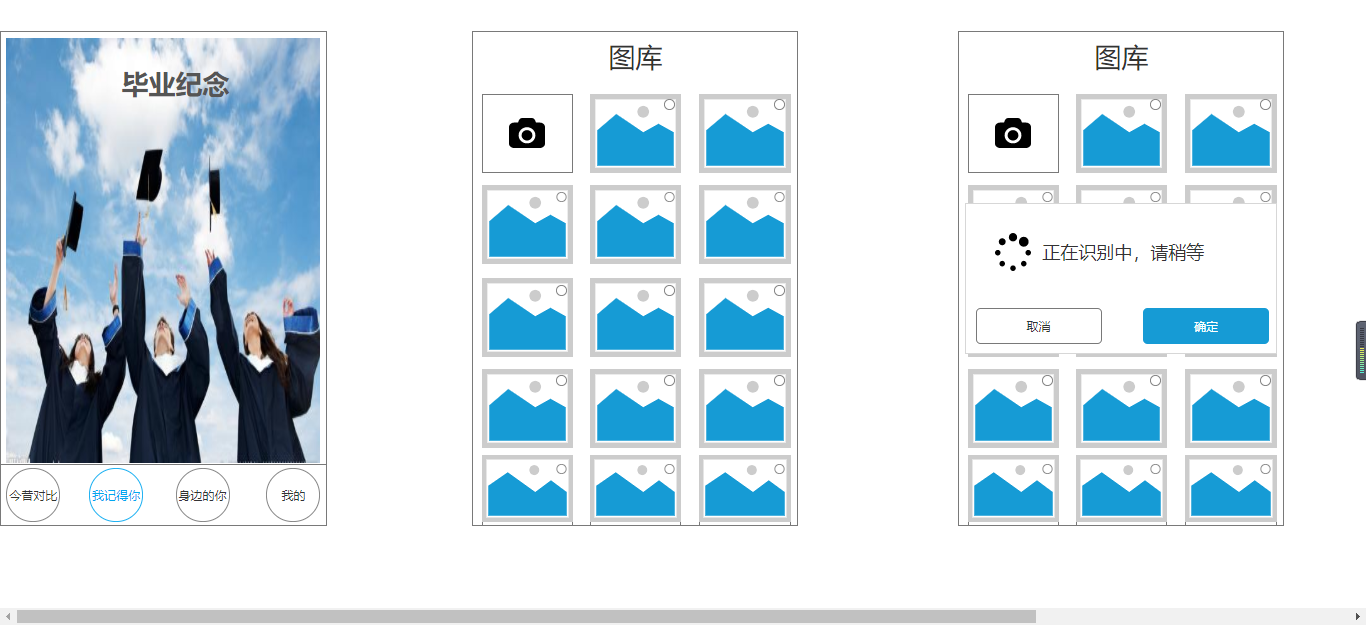 毕业纪念
今昔对比
我记得你
身边的你
我的
图库
图库
正在识别中，请稍等
取消
确定